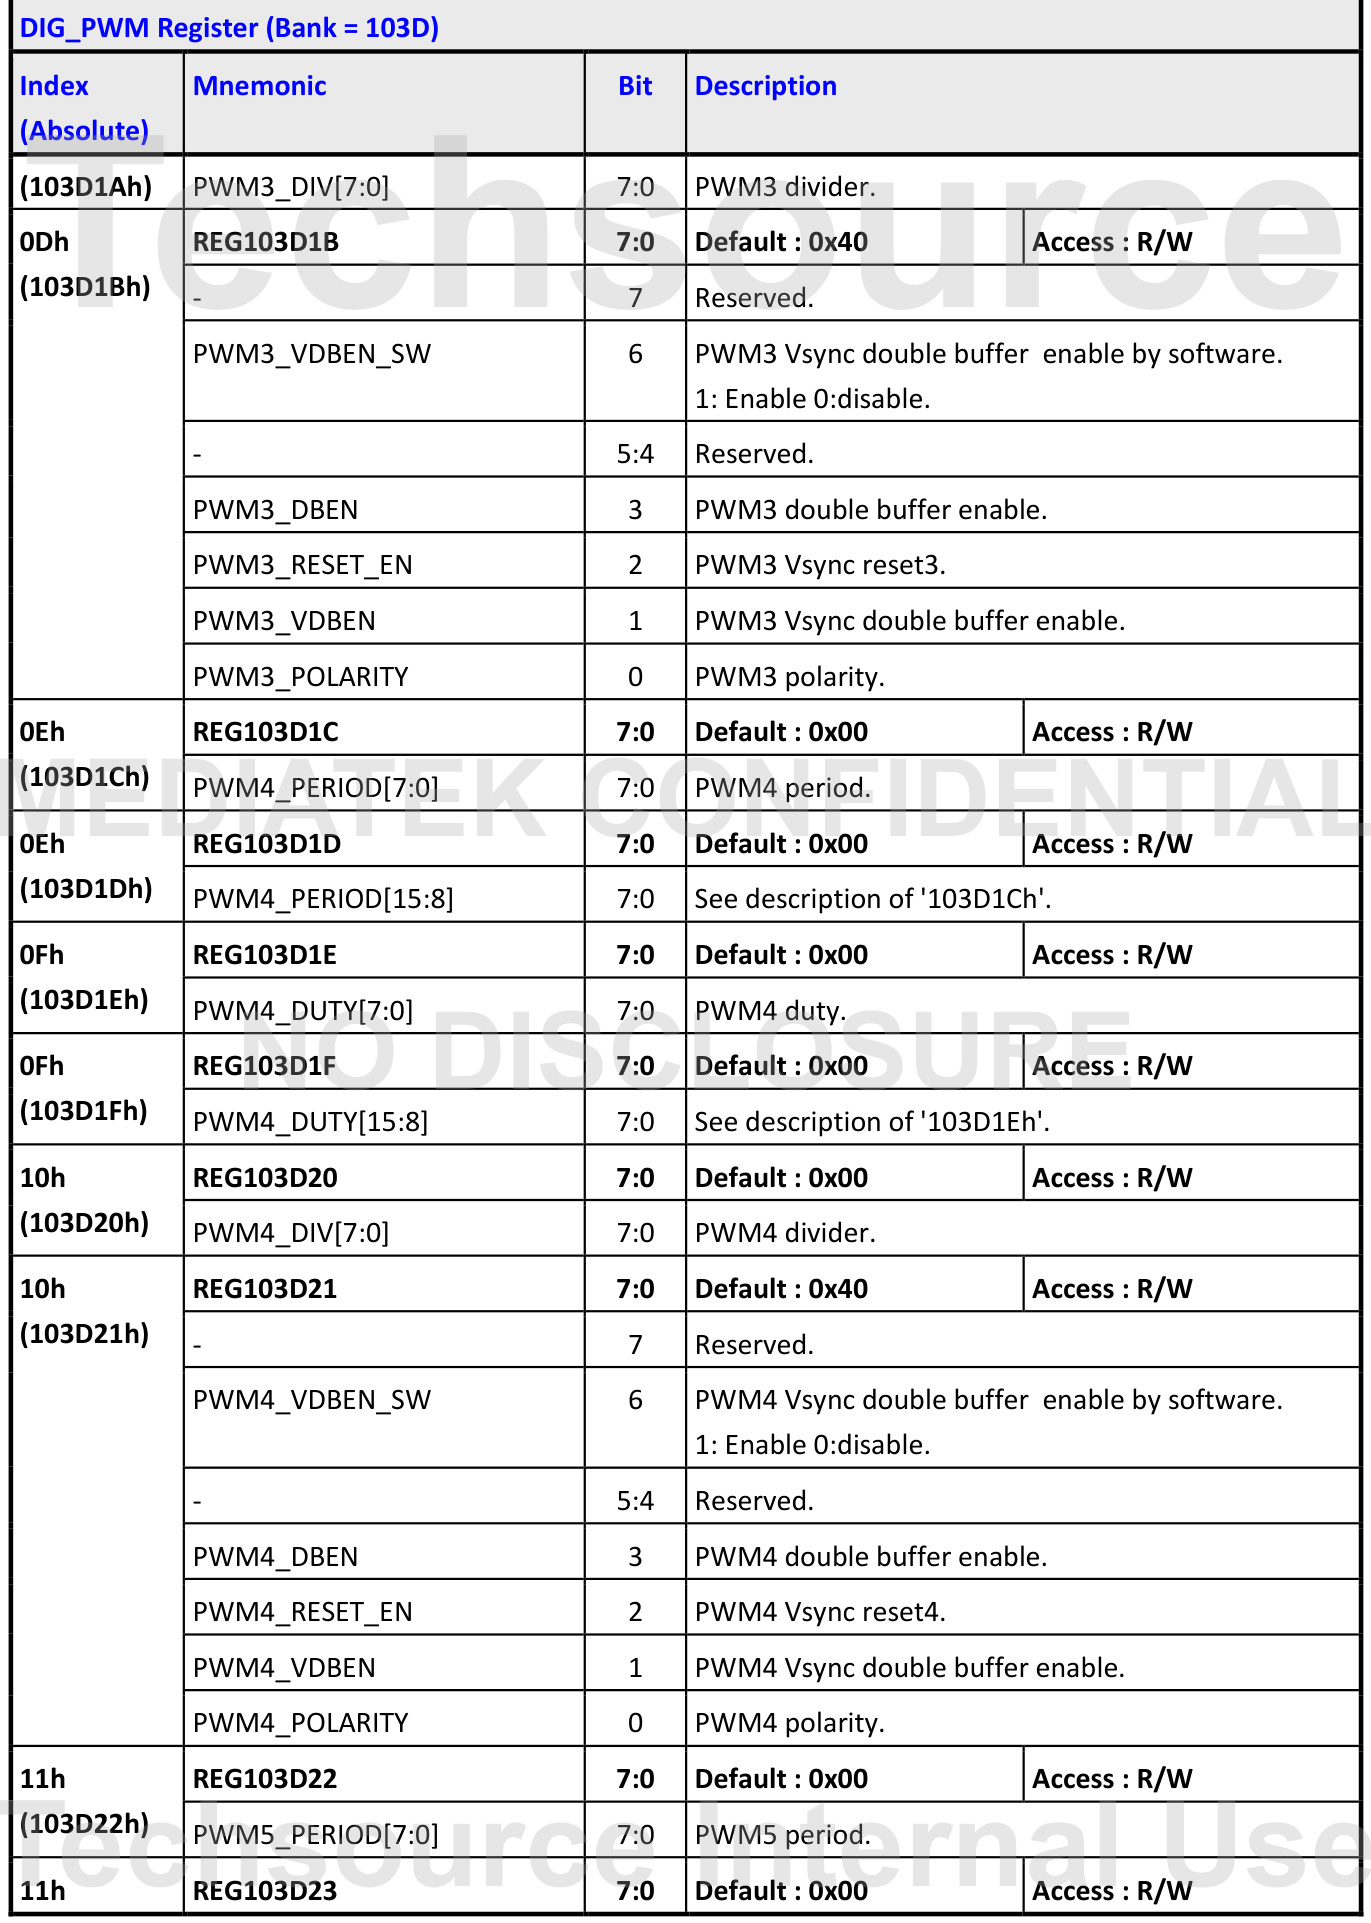 DIG_PWM Register (Bank = 103D)
Index (Absolute) Mnemonic Bit Description
(103D1Ah) PWM3_DIV[7:0] 7:0 PWM3 divider.
0Dh (103D1Bh) REG103D1B 7:0 Default : 0x40 Access : R/W
- 7 Reserved.
PWM3_VDBEN_SW 6 PWM3 Vsync double buffer  enable by software.
1: Enable 0:disable.
- 5:4 Reserved.
PWM3_DBEN 3 PWM3 double buffer enable.
PWM3_RESET_EN 2 PWM3 Vsync reset3.
PWM3_VDBEN 1 PWM3 Vsync double buffer enable.
PWM3_POLARITY 0 PWM3 polarity.
0Eh (103D1Ch) REG103D1C 7:0 Default : 0x00 Access : R/W
PWM4_PERIOD[7:0] 7:0 PWM4 period.
0Eh (103D1Dh) REG103D1D 7:0 Default : 0x00 Access : R/W
PWM4_PERIOD[15:8] 7:0 See description of '103D1Ch'.
0Fh (103D1Eh) REG103D1E 7:0 Default : 0x00 Access : R/W
PWM4_DUTY[7:0] 7:0 PWM4 duty.
0Fh (103D1Fh) REG103D1F 7:0 Default : 0x00 Access : R/W
PWM4_DUTY[15:8] 7:0 See description of '103D1Eh'.
10h (103D20h) REG103D20 7:0 Default : 0x00 Access : R/W
PWM4_DIV[7:0] 7:0 PWM4 divider.
10h (103D21h) REG103D21 7:0 Default : 0x40 Access : R/W
- 7 Reserved.
PWM4_VDBEN_SW 6 PWM4 Vsync double buffer  enable by software.
1: Enable 0:disable.
- 5:4 Reserved.
PWM4_DBEN 3 PWM4 double buffer enable.
PWM4_RESET_EN 2 PWM4 Vsync reset4.
PWM4_VDBEN 1 PWM4 Vsync double buffer enable.
PWM4_POLARITY 0 PWM4 polarity.
11h (103D22h) REG103D22 7:0 Default : 0x00 Access : R/W
PWM5_PERIOD[7:0] 7:0 PWM5 period.
11h REG103D23 7:0 Default : 0x00 Access : R/W
Techsource
MEDIATEK CONFIDENTIAL
NO DISCLOSURE
Techsource Internal Use